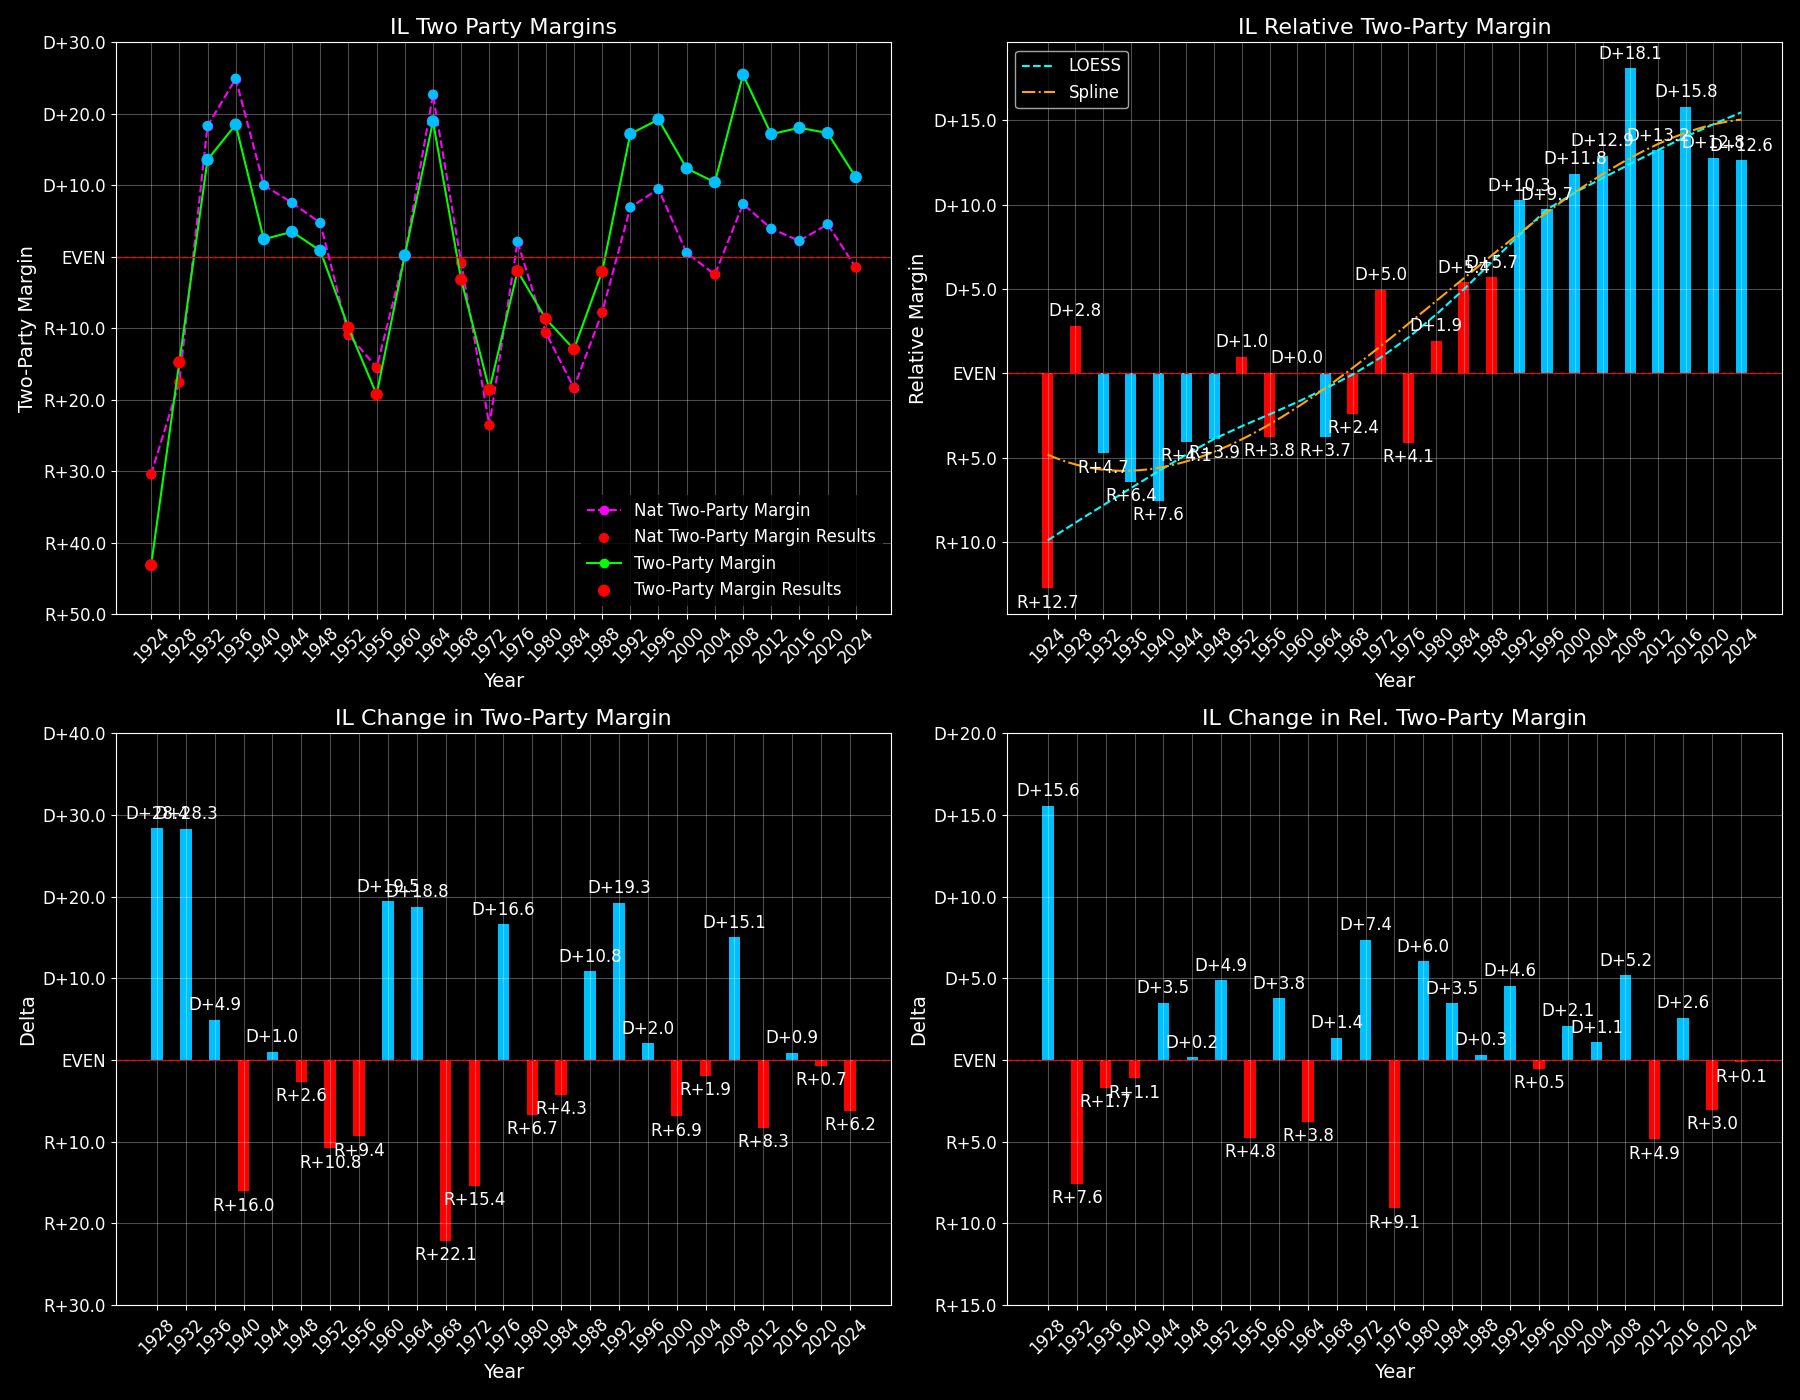 IL Two Party Margins
D+30.0
D+20.0
D+10.0
EVEN
R+10.0
R+20.0
R+30.0
R+40.0
R+50.0
Two-Party Margin
Nat Two-Party Margin
Nat Two-Party Margin Results
Two-Party Margin
Two-Party Margin Results
1924 1928 1932 1936 1940 1944 1948 1952 1956 1960 1964 1968 1972 1976 1980 1984 1988 1992 1996 2000 2004 2008 2012 2016 2020 2024
Year
IL Relative Two-Party Margin
LOESS
Spline
D+15.0
D+10.0
D+5.0
EVEN
R+5.0
R+10.0
Relative Margin
R+12.7 D+2.8 R+4.7 R+6.4 R+7.6 R+4.1 R+3.9 D+1.0 R+3.8 D+0.0 R+3.7 R+2.4 D+5.0 R+4.1 D+1.9 D+5.4 D+5.7 D+10.3 D+9.7 D+11.8 D+12.9 D+18.1 D+13.2 D+15.8 D+12.8 D+12.6
1924 1928 1932 1936 1940 1944 1948 1952 1956 1960 1964 1968 1972 1976 1980 1984 1988 1992 1996 2000 2004 2008 2012 2016 2020 2024
Year
IL Change in Two-Party Margin
D+40.0
D+30.0
D+20.0
D+10.0
EVEN
R+10.0
R+20.0
R+30.0
Delta
D+28.4 D+28.3 D+4.9 R+16.0 D+1.0 R+2.6 R+10.8 R+9.4 D+19.5 D+18.8 R+22.1 R+15.4 D+16.6 R+6.7 R+4.3 D+10.8 D+19.3 D+2.0 R+6.9 R+1.9 D+15.1 R+8.3 D+0.9 R+0.7 R+6.2
1928 1932 1936 1940 1944 1948 1952 1956 1960 1964 1968 1972 1976 1980 1984 1988 1992 1996 2000 2004 2008 2012 2016 2020 2024
Year
IL Change in Rel. Two-Party Margin
D+20.0
D+15.0
D+10.0
D+5.0
EVEN
R+5.0
R+10.0
R+15.0
Delta
D+15.6 R+7.6 R+1.7 R+1.1 D+3.5 D+0.2 D+4.9 R+4.8 D+3.8 R+3.8 D+1.4 D+7.4 R+9.1 D+6.0 D+3.5 D+0.3 D+4.6 R+0.5 D+2.1 D+1.1 D+5.2 R+4.9 D+2.6 R+3.0 R+0.1
1928 1932 1936 1940 1944 1948 1952 1956 1960 1964 1968 1972 1976 1980 1984 1988 1992 1996 2000 2004 2008 2012 2016 2020 2024
Year